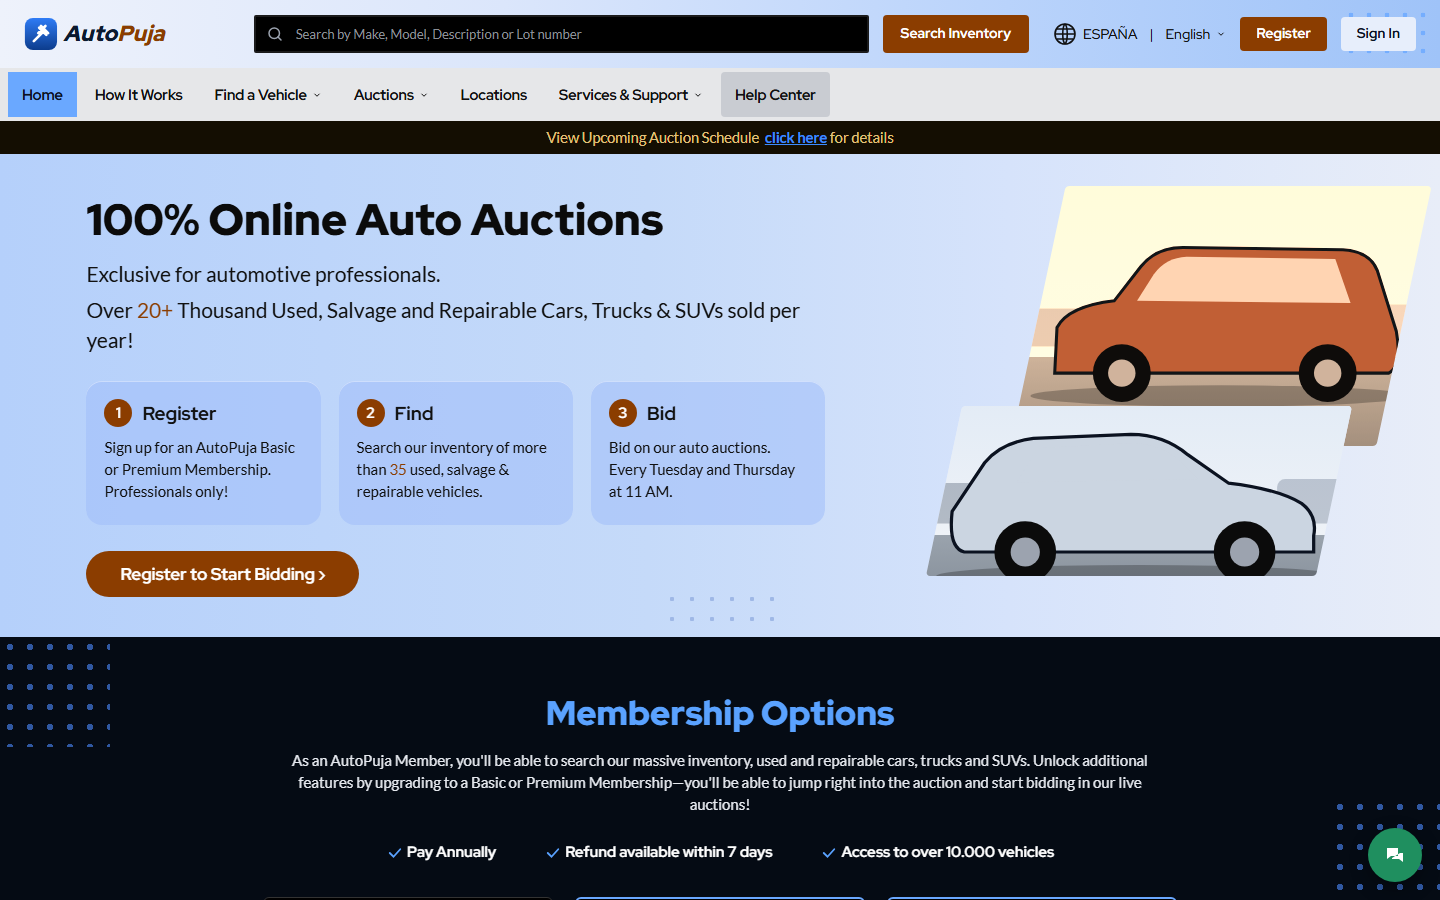 AutoPuja
Search by Make, Model, Description or Lot number
Search Inventory
ESPAÑA | English
Register
Sign In
Home
How It Works
Find a Vehicle
Auctions
Locations
Services & Support
Help Center
View Upcoming Auction Schedule click here for details
100% Online Auto Auctions
Exclusive for automotive professionals.
Over 20+ Thousand Used, Salvage and Repairable Cars, Trucks & SUVs sold per
year!
1 Register
Sign up for an AutoPuja Basic
or Premium Membership.
Professionals only!
2 Find
Search our inventory of more
than 35 used, salvage &
repairable vehicles.
3 Bid
Bid on our auto auctions.
Every Tuesday and Thursday
at 11 AM.
Register to Start Bidding ›
Membership Options
As an AutoPuja Member, you'll be able to search our massive inventory, used and repairable cars, trucks and SUVs. Unlock additional
features by upgrading to a Basic or Premium Membership—you'll be able to jump right into the auction and start bidding in our live
auctions!
Pay Annually
Refund available within 7 days
Access to over 10.000 vehicles